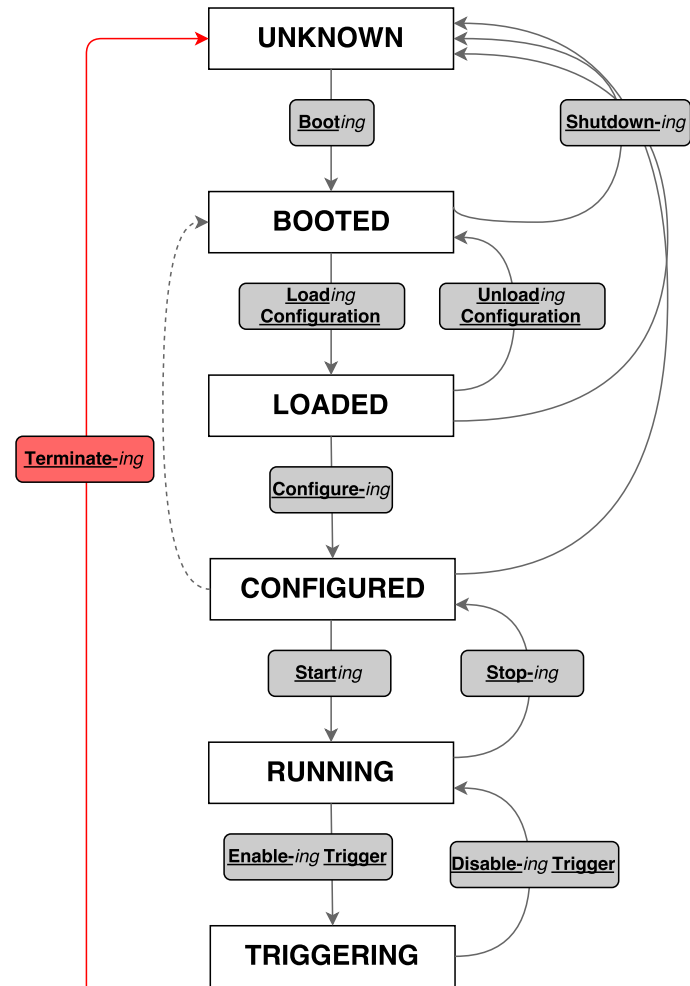 UNKNOWN
Booting
Shutdown-ing
BOOTED
Loading
Configuration
Unloading
Configuration
LOADED
Terminate-ing
Configure-ing
CONFIGURED
Starting
Stop-ing
RUNNING
Enable-ing Trigger
Disable-ing Trigger
TRIGGERING